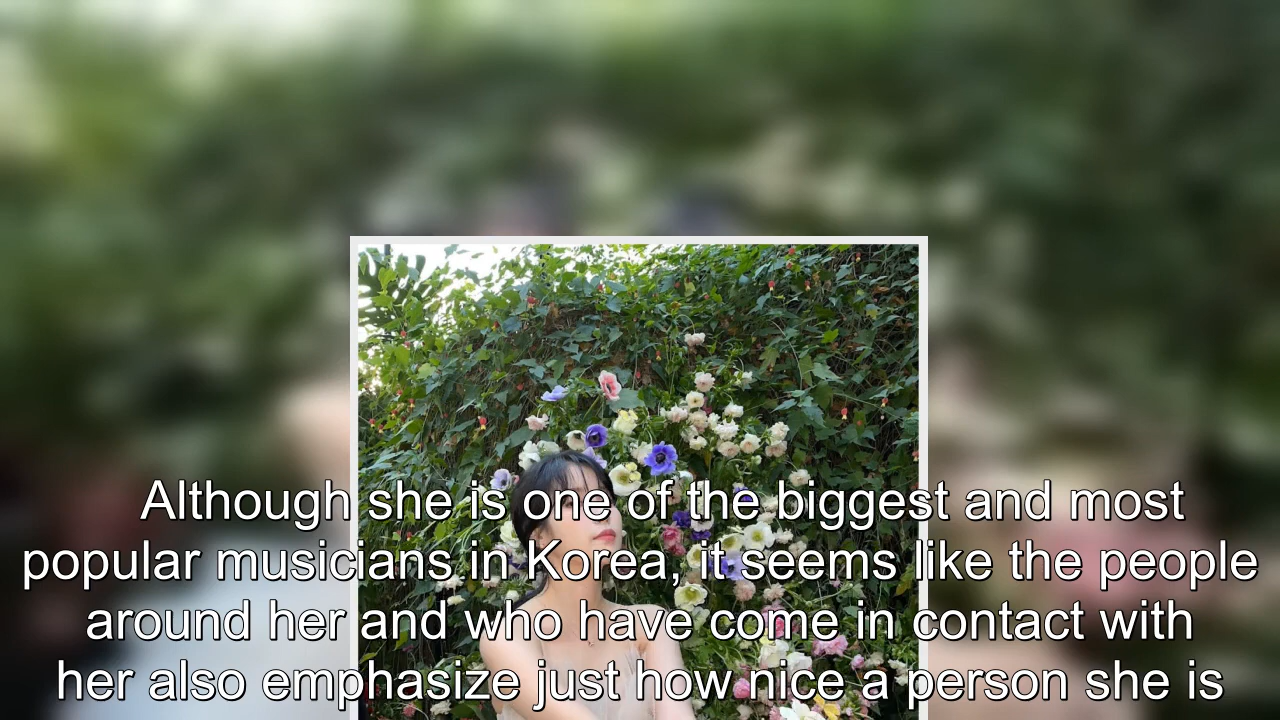 Although she is one of the biggest and most
popular musicians in Korea, it seems like the people
around her and who have come in contact with
her also emphasize just how nice a person she is